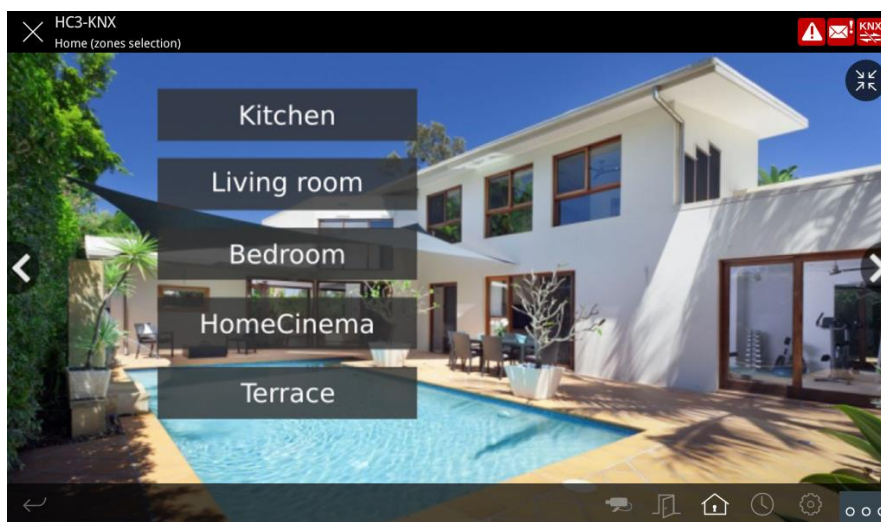 HC3-KNX
Home (zones selection)
KNX
Kitchen
Living room
Bedroom
HomeCinema
Terrace